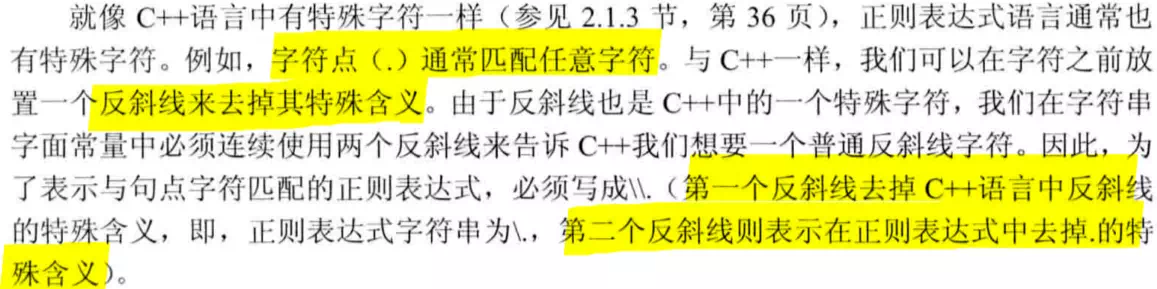 就像 C++语言中有特殊字符一样（参见 2.1.3 节，第 36 页），正则表达式语言通常也
有特殊字符。例如，字符点（.）通常匹配任意字符。与 C++一样，我们可以在字符之前放
置一个反斜线来去掉其特殊含义。由于反斜线也是 C++中的一个特殊字符，我们在字符串
字面常量中必须连续使用两个反斜线来告诉 C++我们想要一个普通反斜线字符。因此，为
了表示与句点字符匹配的正则表达式，必须写成\\.（第一个反斜线去掉 C++语言中反斜线
的特殊含义，即，正则表达式字符串为\.，第二个反斜线则表示在正则表达式中去掉.的特
殊含义）。